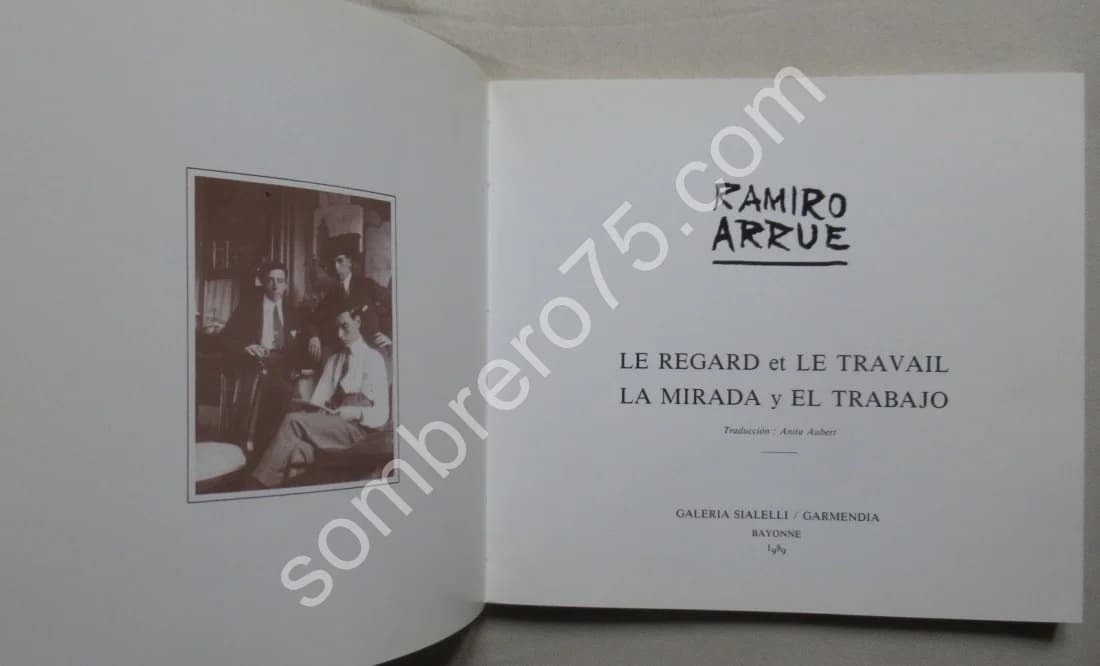 RAMIRO
ARRUE
LE REGARD et LE TRAVAIL
LA MIRADA y EL TRABAJO
Traducción : Anita Aubert
GALERIA SIALELLI / GARMENDIA
BAYONNE
1989
sombrero75.com